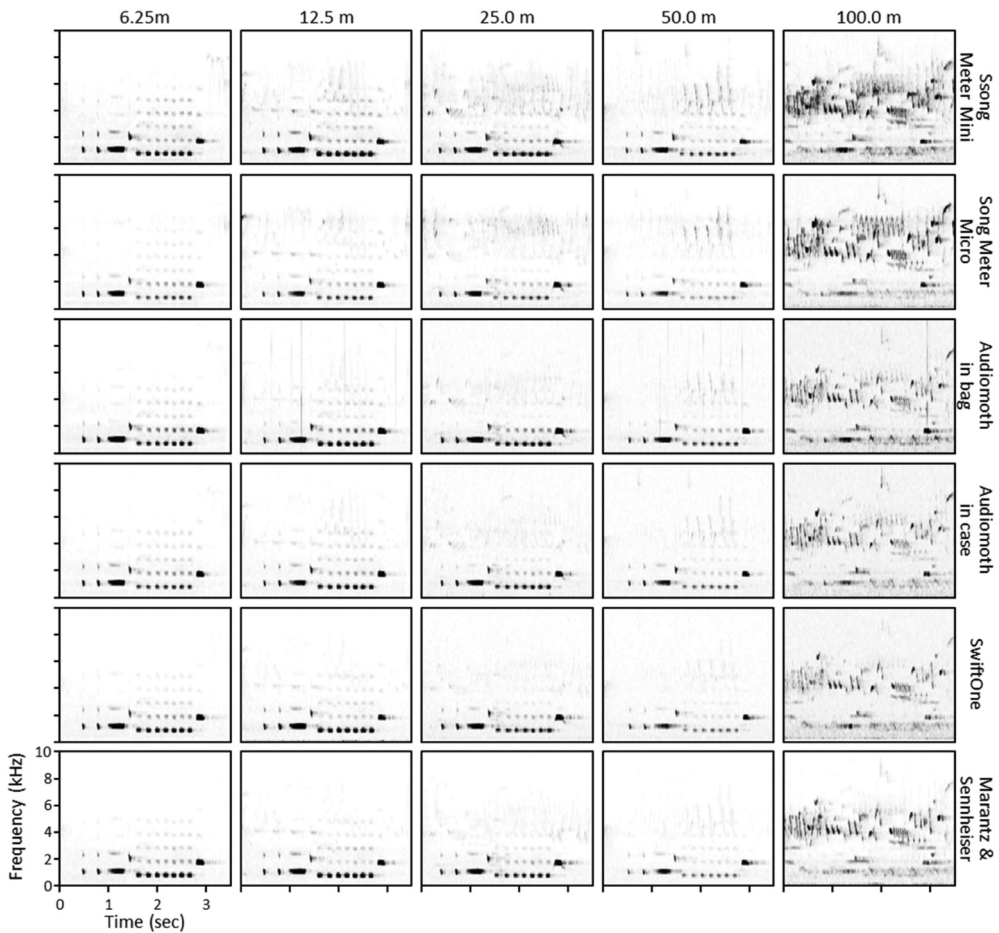 6.25m 12.5 m 25.0 m 50.0 m 100.0 m
Ssong
Meter Mini
Song Meter
Micro
Audiomoth
in bag
Audiomoth
in case
SwiftOne
Marantz &
Sennheiser
Frequency (kHz)
10
8
6
4
2
0
0 1 2 3
Time (sec)